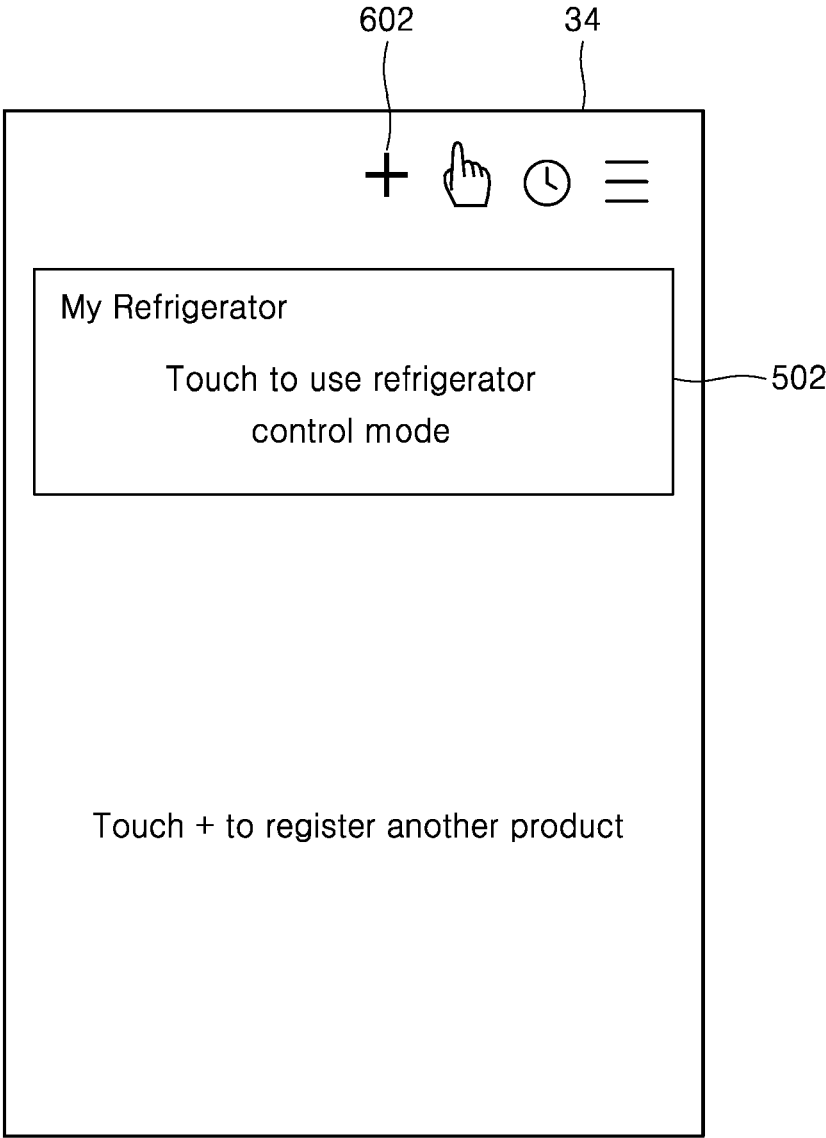 602 34
+
My Refrigerator
Touch to use refrigerator
control mode
502
Touch + to register another product